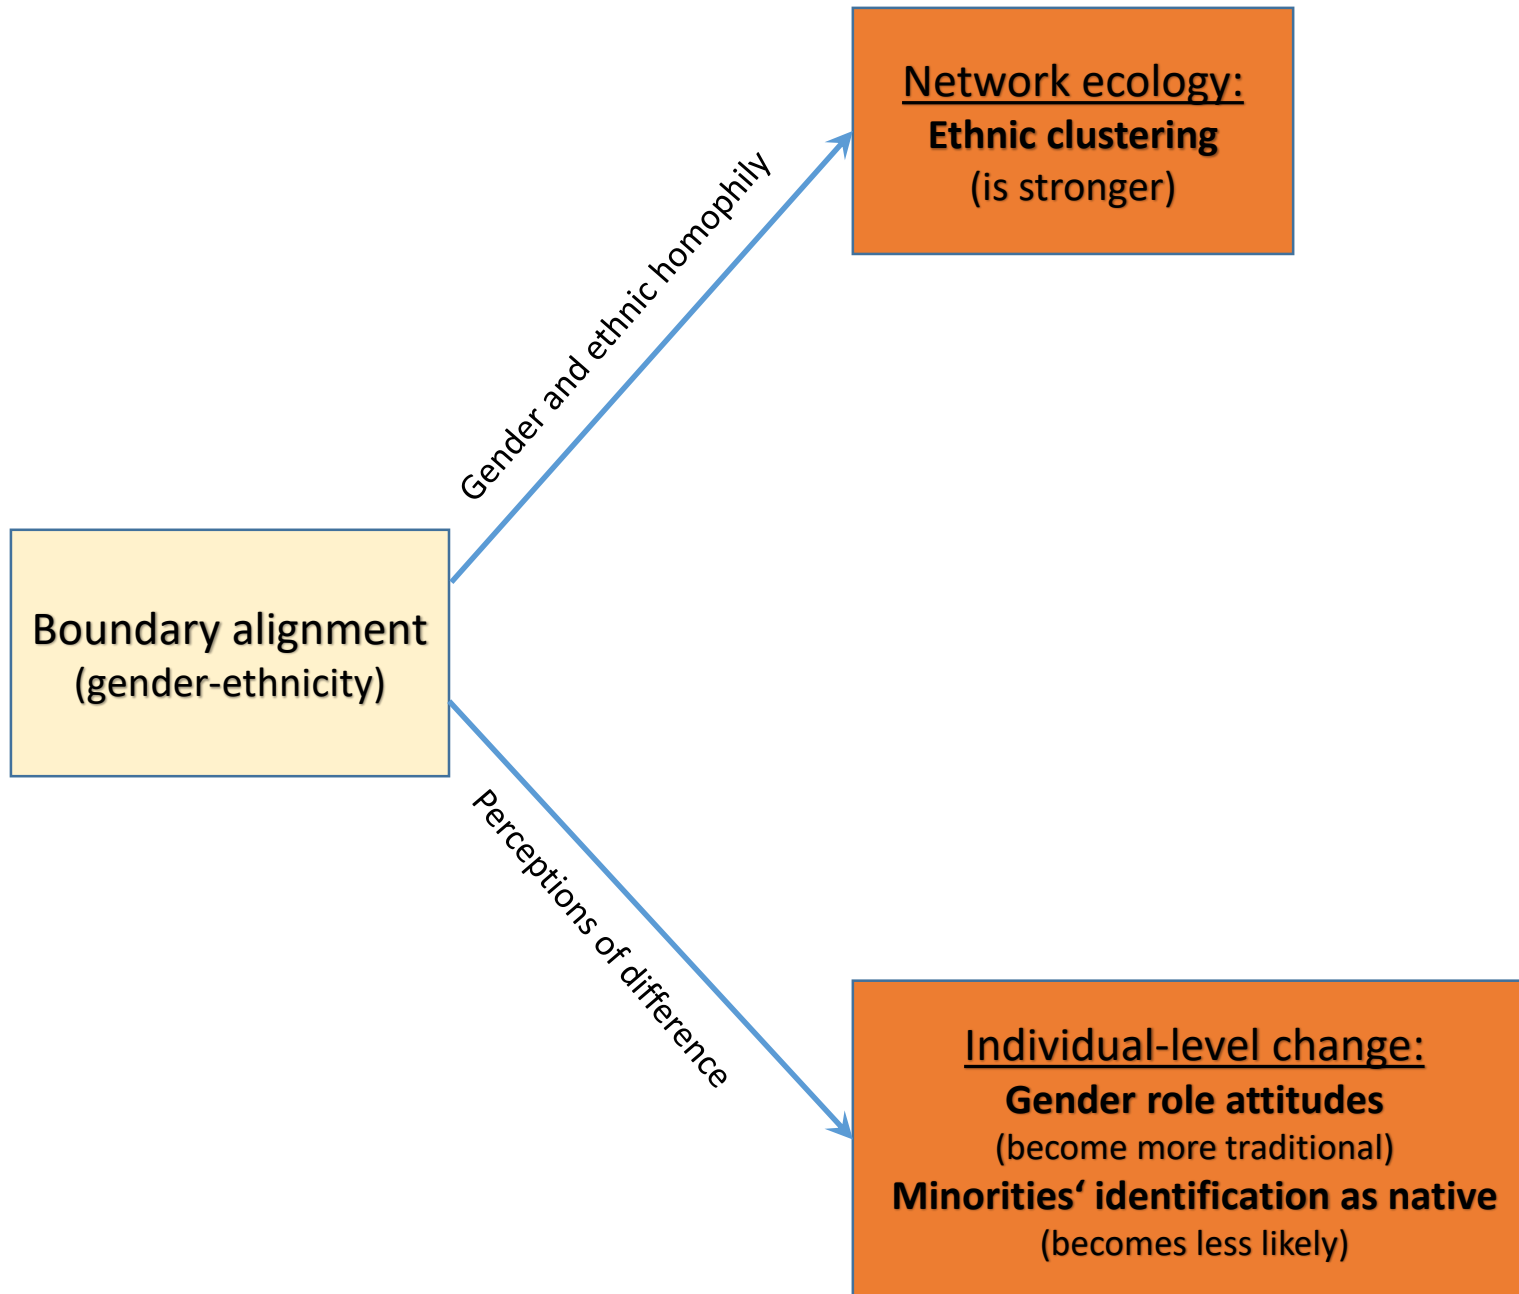 Network ecology:
Ethnic clustering
(is stronger)
Gender and ethnic homophily
Boundary alignment
(gender-ethnicity)
Perceptions of difference
Individual-level change:
Gender role attitudes
(become more traditional)
Minorities‘ identification as native
(becomes less likely)